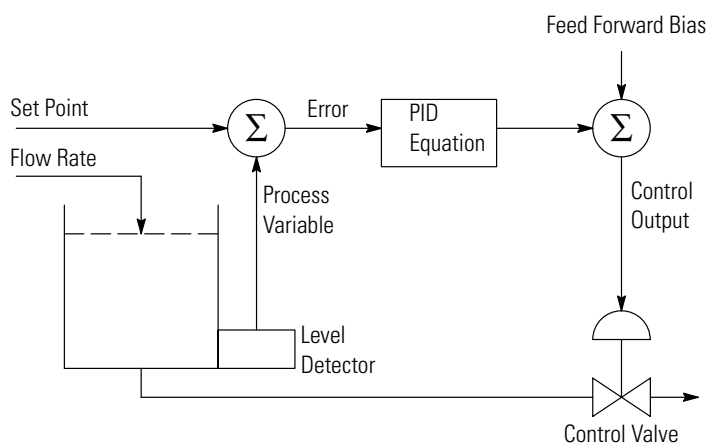 Feed Forward Bias
Set Point
Σ
Error
PID
Equation
Σ
Flow Rate
Process
Variable
Control
Output
Level
Detector
Control Valve